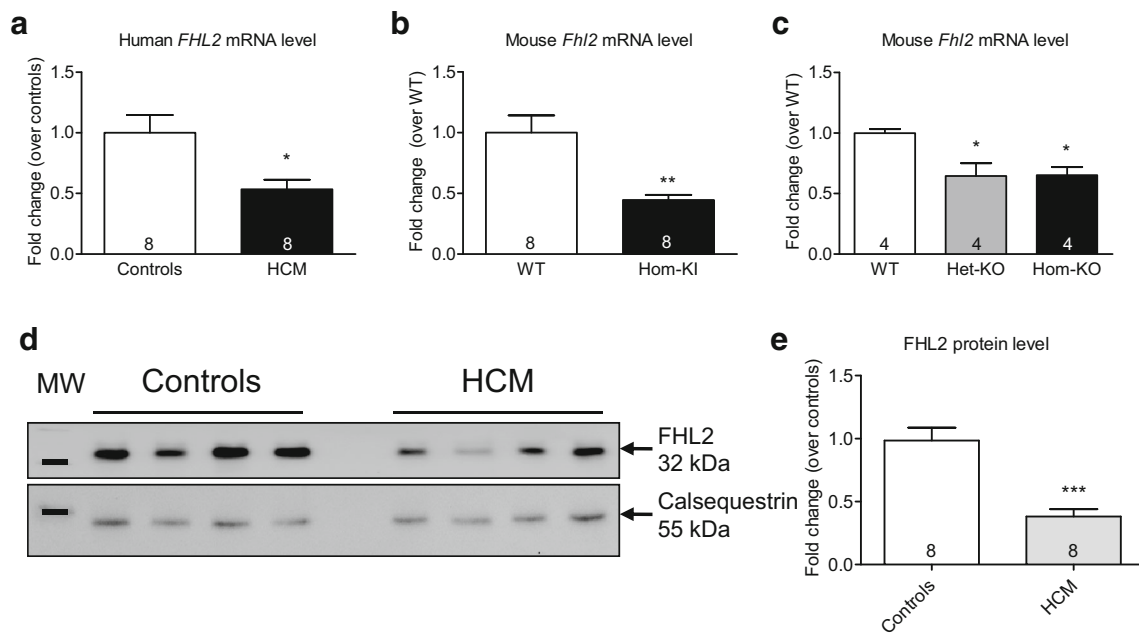 a
Human FHL2 mRNA level
Fold change (over controls)
1.5
1.0
0.5
0.0
*
8
8
Controls
HCM
b
Mouse Fhl2 mRNA level
Fold change (over WT)
1.5
1.0
0.5
0.0
**
8
8
WT
Hom-KI
c
Mouse Fhl2 mRNA level
Fold change (over WT)
1.5
1.0
0.5
0.0
*
*
4
4
4
WT
Het-KO
Hom-KO
d
MW
Controls
HCM
FHL2
32 kDa
Calsequestrin
55 kDa
e
FHL2 protein level
Fold change (over controls)
1.5
1.0
0.5
0.0
***
8
8
Controls
HCM